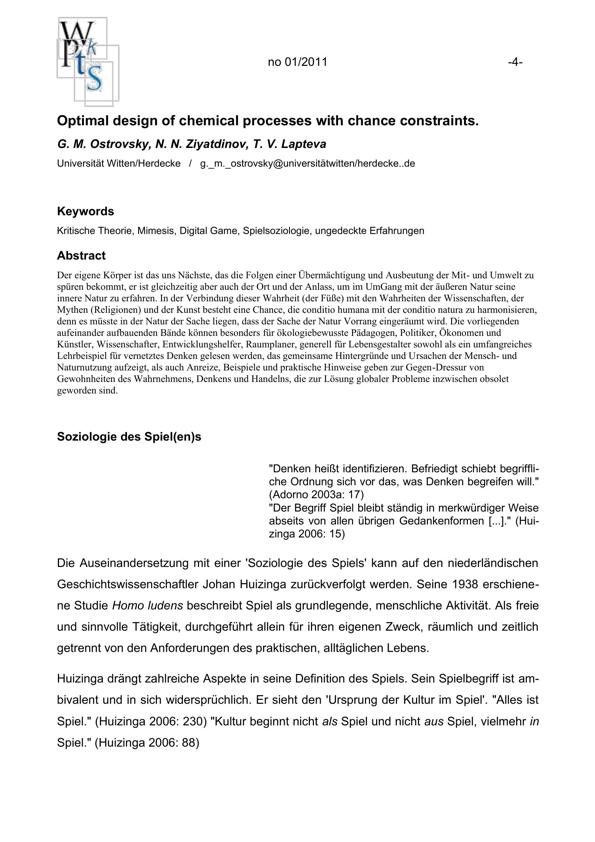 W
Pkt
tS
no 01/2011 -4-
Optimal design of chemical processes with chance constraints.
G. M. Ostrovsky, N. N. Ziyatdinov, T. V. Lapteva
Universität Witten/Herdecke / g._m._ostrovsky@universitätwitten/herdecke..de
Keywords
Kritische Theorie, Mimesis, Digital Game, Spielsoziologie, ungedeckte Erfahrungen
Abstract
Der eigene Körper ist das uns Nächste, das die Folgen einer Übermächtigung und Ausbeutung der Mit- und Umwelt zu
spüren bekommt, er ist gleichzeitig aber auch der Ort und der Anlass, um im UmGang mit der äußeren Natur seine
innere Natur zu erfahren. In der Verbindung dieser Wahrheit (der Füße) mit den Wahrheiten der Wissenschaften, der
Mythen (Religionen) und der Kunst besteht eine Chance, die conditio humana mit der conditio natura zu harmonisieren,
denn es müsste in der Natur der Sache liegen, dass der Sache der Natur Vorrang eingeräumt wird. Die vorliegenden
aufeinander aufbauenden Bände können besonders für ökologiebewusste Pädagogen, Politiker, Ökonomen und
Künstler, Wissenschafter, Entwicklungshelfer, Raumplaner, generell für Lebensgestalter sowohl als ein umfangreiches
Lehrbeispiel für vernetztes Denken gelesen werden, das gemeinsame Hintergründe und Ursachen der Mensch- und
Naturnutzung aufzeigt, als auch Anreize, Beispiele und praktische Hinweise geben zur Gegen-Dressur von
Gewohnheiten des Wahrnehmens, Denkens und Handelns, die zur Lösung globaler Probleme inzwischen obsolet
geworden sind.
Soziologie des Spiel(en)s
"Denken heißt identifizieren. Befriedigt schiebt begriffli-
che Ordnung sich vor das, was Denken begreifen will."
(Adorno 2003a: 17)
"Der Begriff Spiel bleibt ständig in merkwürdiger Weise
abseits von allen übrigen Gedankenformen [...]." (Hui-
zinga 2006: 15)
Die Auseinandersetzung mit einer 'Soziologie des Spiels' kann auf den niederländischen
Geschichtswissenschaftler Johan Huizinga zurückverfolgt werden. Seine 1938 erschiene-
ne Studie Homo ludens beschreibt Spiel als grundlegende, menschliche Aktivität. Als freie
und sinnvolle Tätigkeit, durchgeführt allein für ihren eigenen Zweck, räumlich und zeitlich
getrennt von den Anforderungen des praktischen, alltäglichen Lebens.
Huizinga drängt zahlreiche Aspekte in seine Definition des Spiels. Sein Spielbegriff ist am-
bivalent und in sich widersprüchlich. Er sieht den 'Ursprung der Kultur im Spiel'. "Alles ist
Spiel." (Huizinga 2006: 230) "Kultur beginnt nicht als Spiel und nicht aus Spiel, vielmehr in
Spiel." (Huizinga 2006: 88)